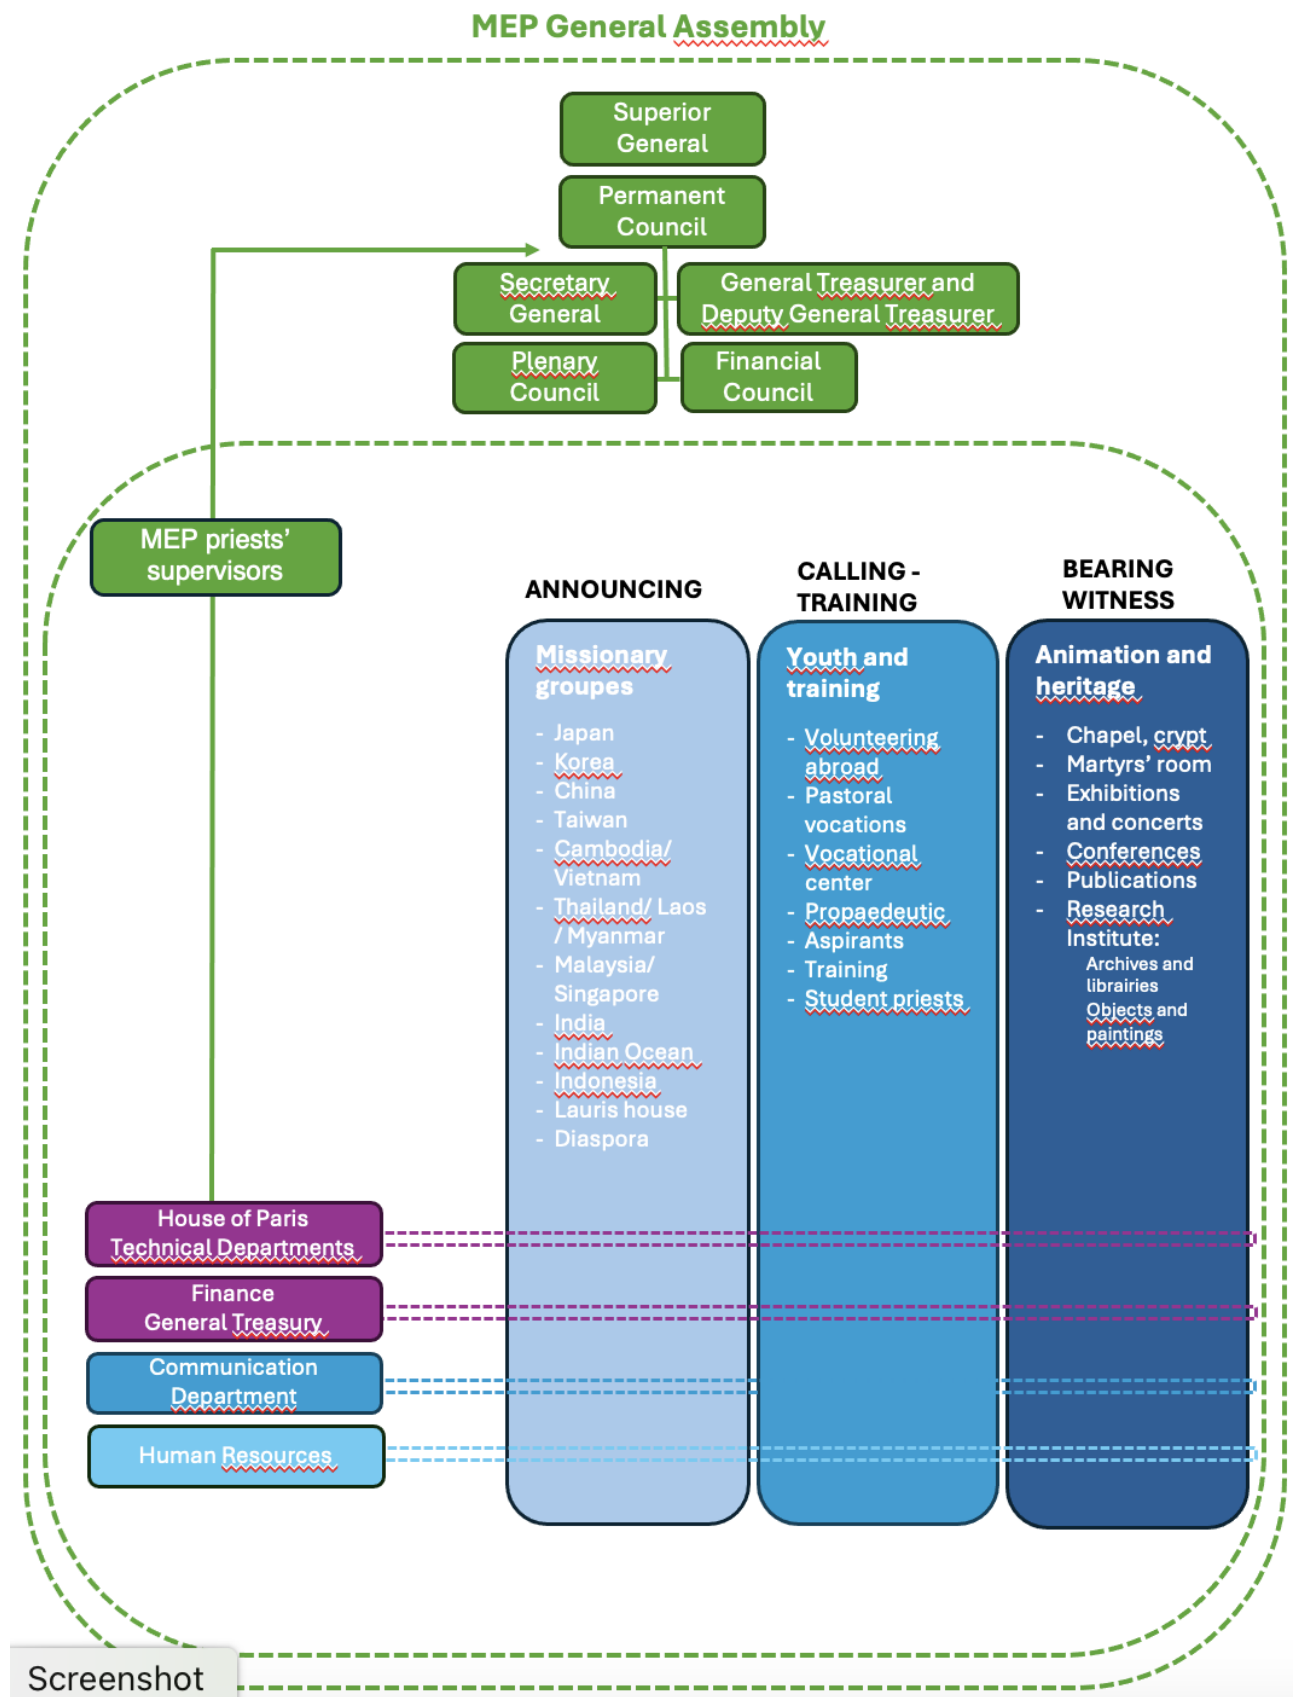 MEP General Assembly
Superior
General
Permanent
Council
Secretary
General
General Treasurer and
Deputy General Treasurer
Plenary
Council
Financial
Council
MEP priests’
supervisors
ANNOUNCING
CALLING -
TRAINING
BEARING
WITNESS
Missionary
groupes
- Japan
- Korea
- China
- Taiwan
- Cambodia/
Vietnam
- Thailand/ Laos
/ Myanmar
- Malaysia/
Singapore
- India
- Indian Ocean
- Indonesia
- Lauris house
- Diaspora
Youth and
training
- Volunteering
abroad
- Pastoral
vocations
- Vocational
center
- Propaedeutic
- Aspirants
- Training
- Student priests
Animation and
heritage
- Chapel, crypt
- Martyrs’ room
- Exhibitions
and concerts
- Conferences
- Publications
- Research
Institute:
Archives and
librairies
Objects and
paintings
House of Paris
Technical Departments
Finance
General Treasury
Communication
Department
Human Resources
Screenshot